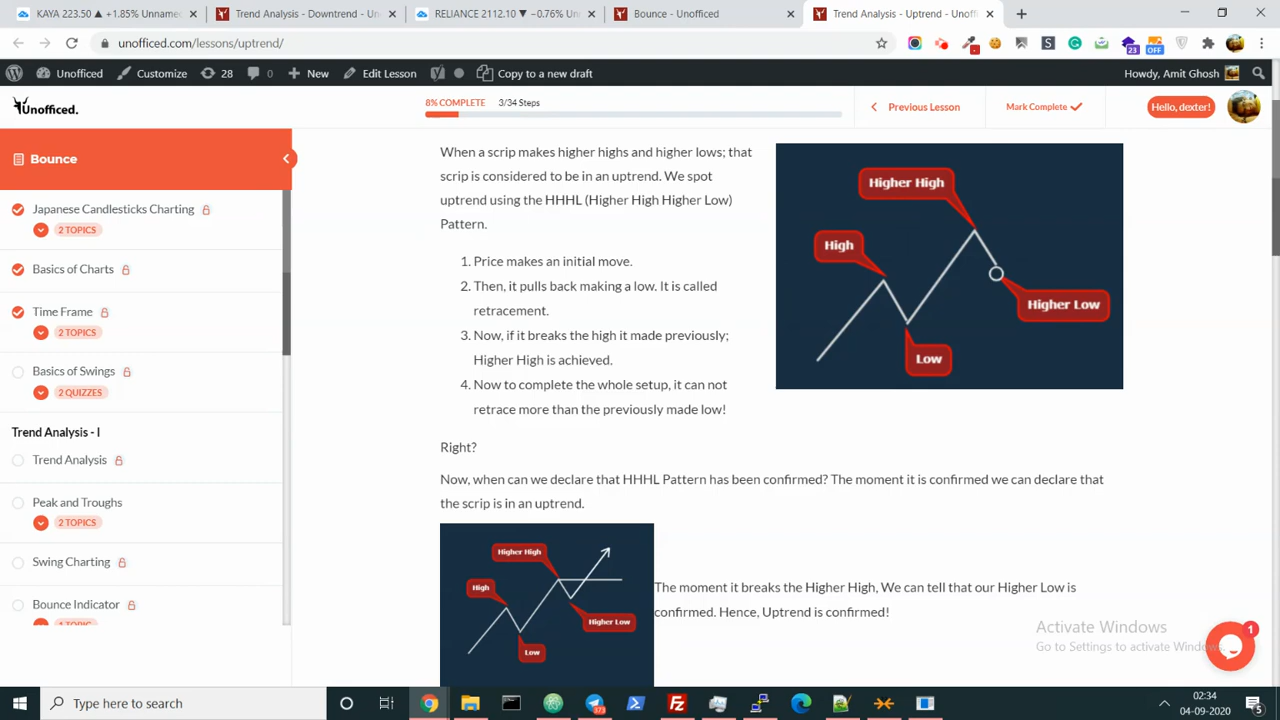 KAYA 223.50 ▲ +1.85% Unname
Trend Analysis - Downtrend - Un
RELIANCE 2112.10 ▼ −0.76% Un
Bounce - Unofficed
Trend Analysis - Uptrend - Unoff
unofficed.com/lessons/uptrend/
23
OFF
Unofficed
Customize
28
0
New
Edit Lesson
Copy to a new draft
Howdy, Amit Ghosh
Unofficed.
8% COMPLETE
3/34 Steps
Previous Lesson
Mark Complete
Hello, dexter!
Bounce
Japanese Candlesticks Charting
2 TOPICS
Basics of Charts
Time Frame
2 TOPICS
Basics of Swings
2 QUIZZES
Trend Analysis - I
Trend Analysis
Peak and Troughs
2 TOPICS
Swing Charting
Bounce Indicator
1 TOPIC
When a scrip makes higher highs and higher lows; that
scrip is considered to be in an uptrend. We spot
uptrend using the HHHL (Higher High Higher Low)
Pattern.
1. Price makes an initial move.
2. Then, it pulls back making a low. It is called
retracement.
3. Now, if it breaks the high it made previously;
Higher High is achieved.
4. Now to complete the whole setup, it can not
retrace more than the previously made low!
Higher High
High
Higher Low
Low
Right?
Now, when can we declare that HHHL Pattern has been confirmed? The moment it is confirmed we can declare that
the scrip is in an uptrend.
Higher High
High
Higher Low
Low
The moment it breaks the Higher High, We can tell that our Higher Low is
confirmed. Hence, Uptrend is confirmed!
Activate Windows
Go to Settings to activate Windows.
1
Type here to search
373
02:34
04-09-2020
5